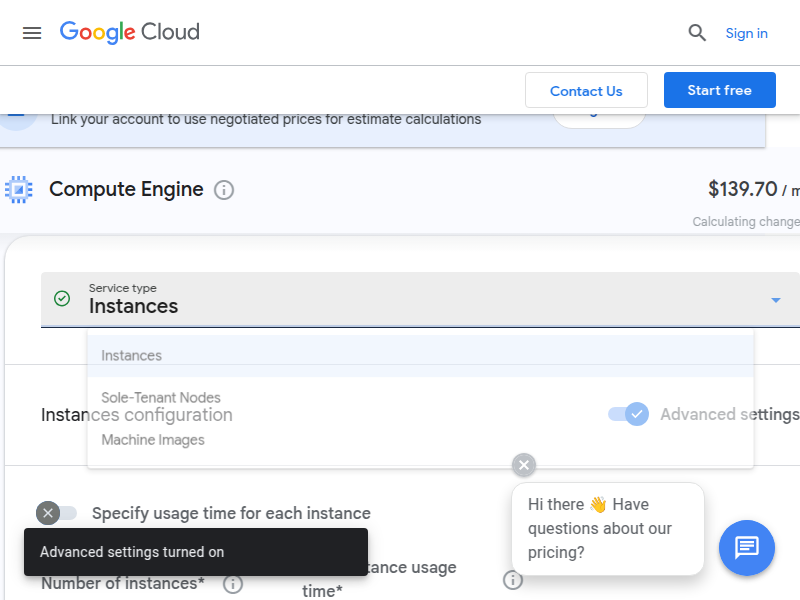 Google Cloud
Sign in
Contact Us
Start free
Link your account to use negotiated prices for estimate calculations
Compute Engine
$139.70 / m
Calculating change
Service type
Instances
Instances
Sole-Tenant Nodes
Instances configuration
Advanced settings
Machine Images
Specify usage time for each instance
Hi there 👋 Have
questions about our
pricing?
Advanced settings turned on
Number of instances*
tance usage
time*